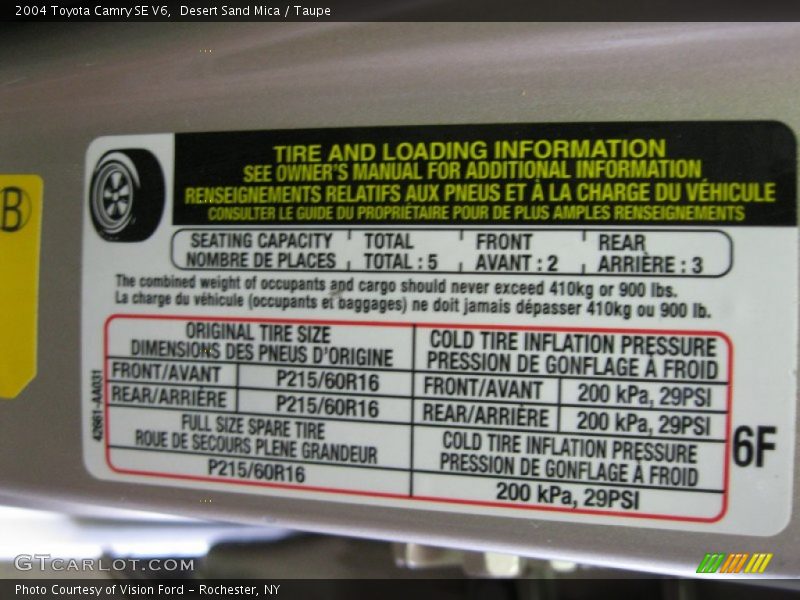 2004 Toyota Camry SE V6,  Desert Sand Mica / Taupe
TIRE AND LOADING INFORMATION
SEE OWNER'S MANUAL FOR ADDITIONAL INFORMATION
RENSEIGNEMENTS RELATIFS AUX PNEUS ET À LA CHARGE DU VÉHICULE
CONSULTER LE GUIDE DU PROPRIÉTAIRE POUR DE PLUS AMPLES RENSEIGNEMENTS
B
SEATING CAPACITY TOTAL FRONT REAR
NOMBRE DE PLACES TOTAL : 5 AVANT : 2 ARRIÈRE : 3
The combined weight of occupants and cargo should never exceed 410kg or 900 lbs.
La charge du véhicule (occupants et bagages) ne doit jamais dépasser 410kg ou 900 lb.
ORIGINAL TIRE SIZE
DIMENSIONS DES PNEUS D'ORIGINE
COLD TIRE INFLATION PRESSURE
PRESSION DE GONFLAGE À FROID
FRONT/AVANT P215/60R16 FRONT/AVANT 200 kPa, 29PSI
REAR/ARRIÈRE P215/60R16 REAR/ARRIÈRE 200 kPa, 29PSI
FULL SIZE SPARE TIRE
ROUE DE SECOURS PLENE GRANDEUR
COLD TIRE INFLATION PRESSURE
PRESSION DE GONFLAGE À FROID
P215/60R16 200 kPa, 29PSI
42661-AA031
6F
GTCARLOT.COM
Photo Courtesy of Vision Ford - Rochester, NY